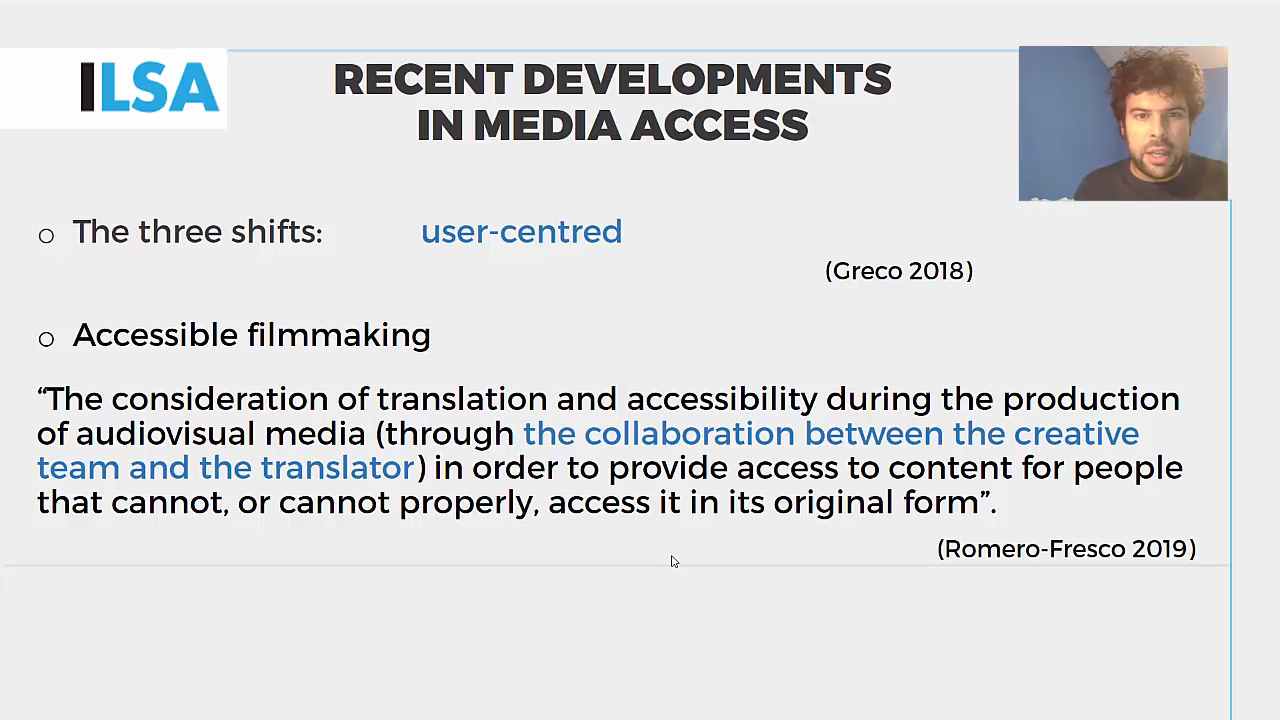 ILSA
RECENT DEVELOPMENTS
IN MEDIA ACCESS
o The three shifts: user-centred
(Greco 2018)
o Accessible filmmaking
“The consideration of translation and accessibility during the production
of audiovisual media (through the collaboration between the creative
team and the translator) in order to provide access to content for people
that cannot, or cannot properly, access it in its original form”.
(Romero-Fresco 2019)